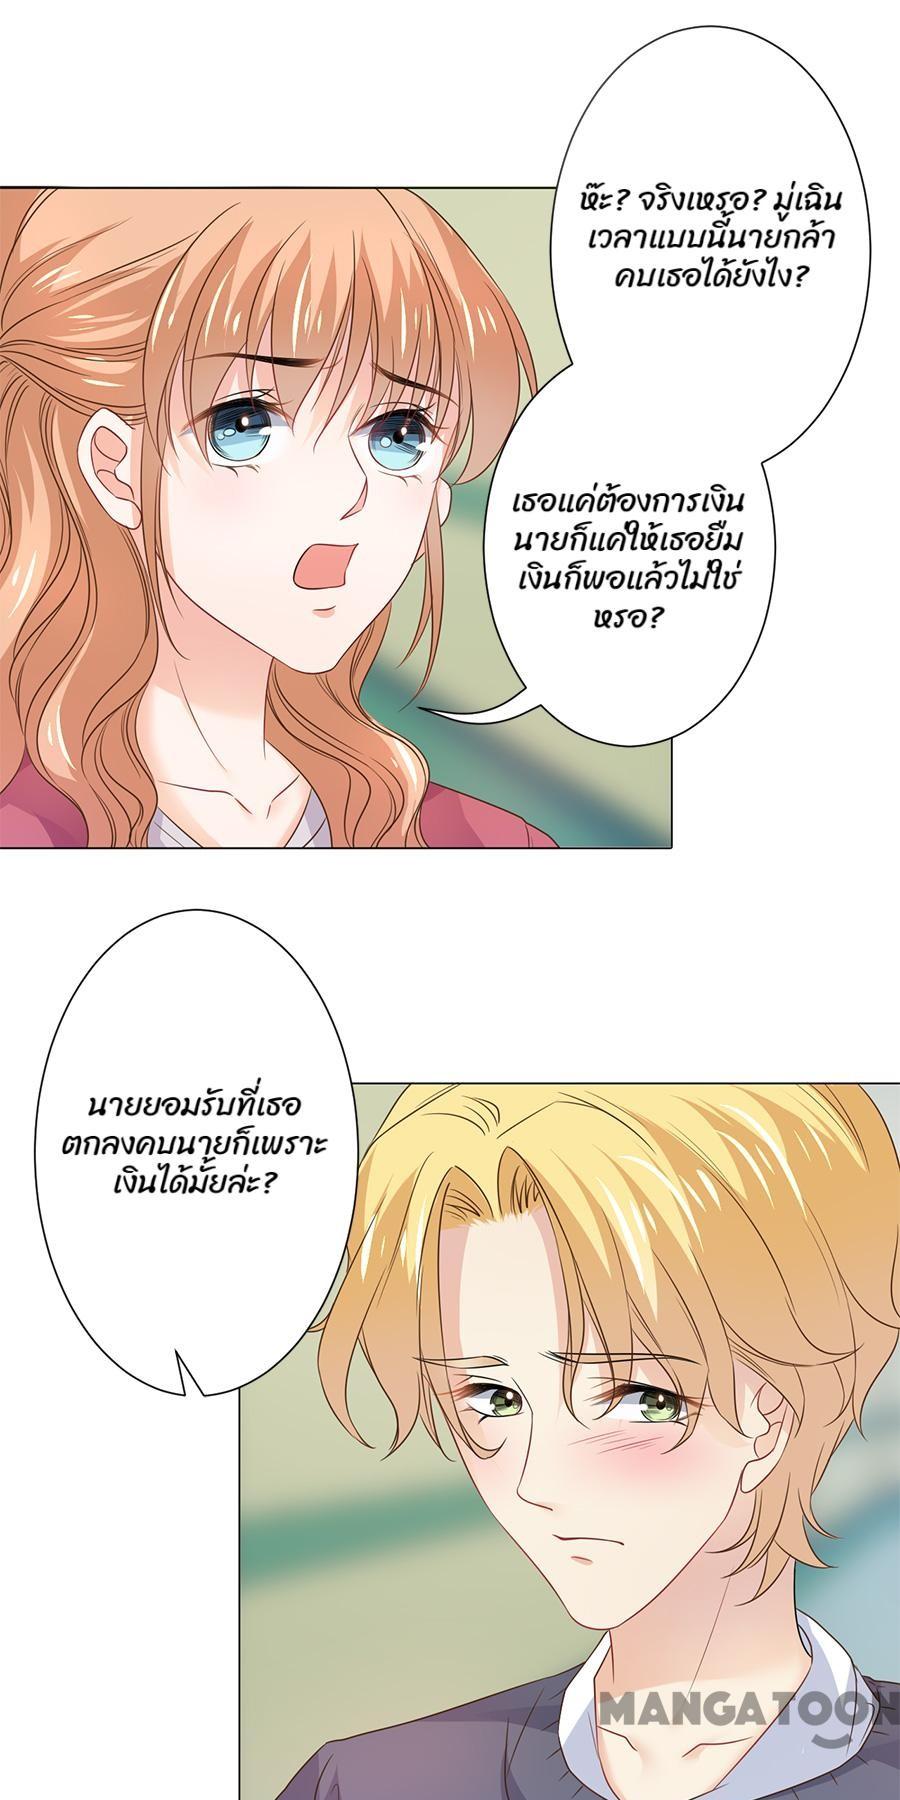 ห๊ะ? จริงเหรอ? มู่เฉิน
เวลาแบบนี้นายกล้า
คบเธอได้ยังไง?
เธอแค่ต้องการเงิน
นายก็แค่ให้เธอยืม
เงินก็พอแล้วไม่ใช่
หรอ?
นายยอมรับที่เธอ
ตกลงคบนายก็เพราะ
เงินได้มั้ยล่ะ?
MANGATOON